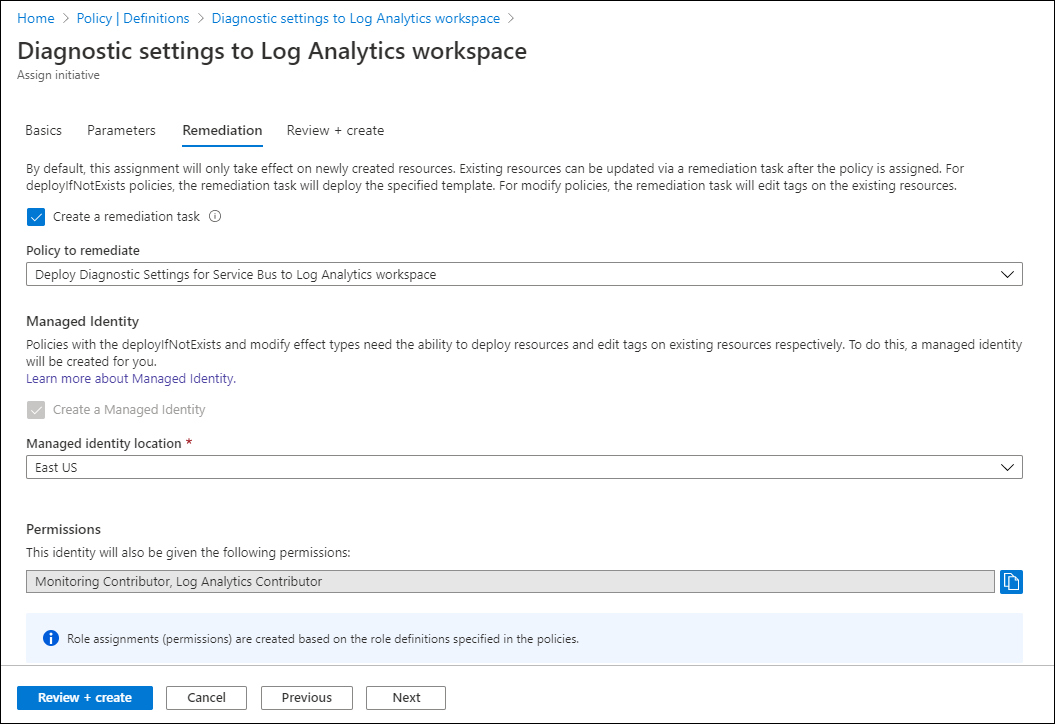 Home > Policy | Definitions > Diagnostic settings to Log Analytics workspace >
Diagnostic settings to Log Analytics workspace
Assign initiative
Basics Parameters Remediation Review + create
By default, this assignment will only take effect on newly created resources. Existing resources can be updated via a remediation task after the policy is assigned. For
deployIfNotExists policies, the remediation task will deploy the specified template. For modify policies, the remediation task will edit tags on the existing resources.
Create a remediation task
Policy to remediate
Deploy Diagnostic Settings for Service Bus to Log Analytics workspace
Managed Identity
Policies with the deployIfNotExists and modify effect types need the ability to deploy resources and edit tags on existing resources respectively. To do this, a managed identity
will be created for you.
Learn more about Managed Identity.
Create a Managed Identity
Managed identity location *
East US
Permissions
This identity will also be given the following permissions:
Monitoring Contributor, Log Analytics Contributor
Role assignments (permissions) are created based on the role definitions specified in the policies.
Review + create Cancel Previous Next